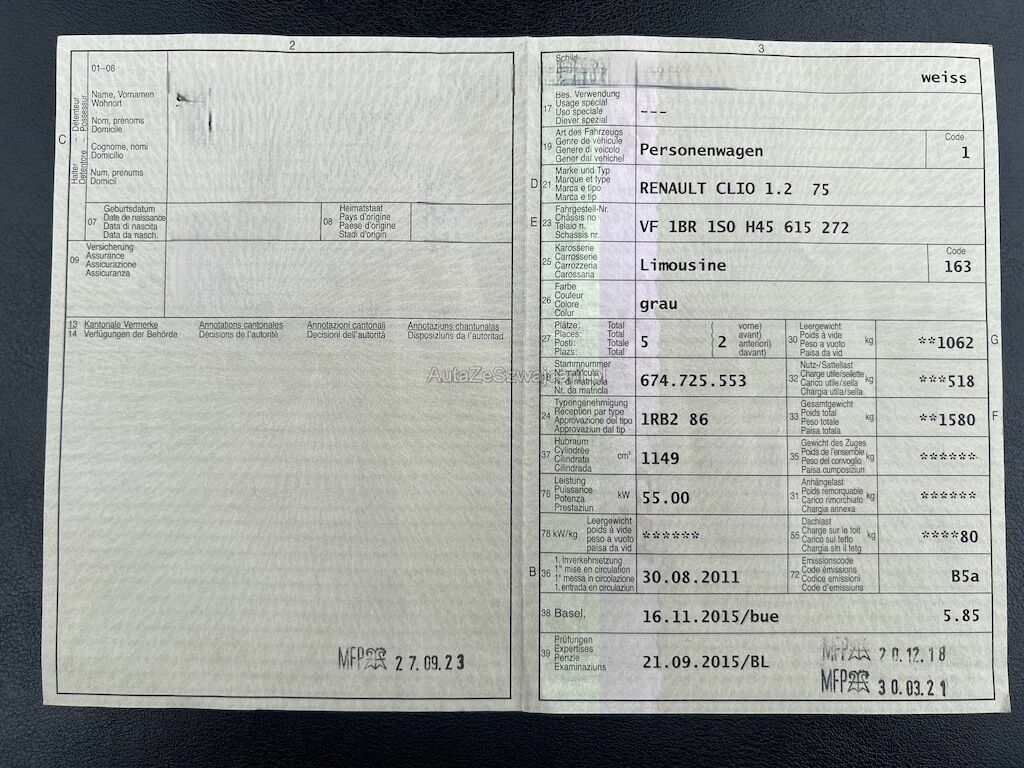 2
01–06
C
Halter – Détenteur
Detentore – Possessur
Name, Vornamen
Wohnort
Nom, prénoms
Domicile
Cognome, nomi
Domicilio
Num, prenums
Domicil
07
Geburtsdatum
Date de naissance
Data di nascita
Data da nasch.
08
Heimatstaat
Pays d'origine
Paese d'origine
Stadi d'origin
09
Versicherung
Assurance
Assicurazione
Assicuranza
13 Kantonale Vermerke Annotations cantonales Annotazioni cantonali Annotaziuns chantunalas
14 Verfügungen der Behörde Décisions de l'autorité Decisioni dell'autorità Disposiziuns da l'autoritad
MFP 27.09.23
3
Schild
weiss
17
Bes. Verwendung
Usage spécial
Uso speciale
Diever spezial
---
19
Art des Fahrzeugs
Genre de véhicule
Genere di veicolo
Gener dal vehichel
Personenwagen
Code
1
D 21
Marke und Typ
Marque et type
Marca e tipo
Marca e tip
RENAULT CLIO 1.2 75
E 23
Fahrgestell-Nr.
Châssis no
Telaio n.
Schassis nr.
VF 1BR 1S0 H45 615 272
25
Karosserie
Carrosserie
Carrozzeria
Carossaria
Limousine
Code
163
26
Farbe
Couleur
Colore
Colur
grau
27
Plätze: Total
Places: Total
Posti: Totale
Plazs: Total
5
( 2
vorne)
avant)
anteriori)
davant)
30
Leergewicht
Poids à vide
Peso a vuoto
Paisa da vid
kg
**1062
G
Stammnummer
N° matricule
N. di matricola
Nr. da matricla
674.725.553
32
Nutz-/Sattellast
Charge utile/sellette
Carico utile/sella
Chargia utila/sella
kg
***518
24
Typengenehmigung
Réception par type
Approvazione del tipo
Approvaziun dal tip
1RB2 86
33
Gesamtgewicht
Poids total
Peso totale
Paisa totala
kg
**1580
F
37
Hubraum
Cylindrée
Cilindrata
Cilindrada
cm³
1149
35
Gewicht des Zuges
Poids de l'ensemble
Peso del convoglio
Paisa cumposiziun
kg
******
76
Leistung
Puissance
Potenza
Prestaziun
kW
55.00
31
Anhängelast
Poids remorquable
Carico rimorchiato
Chargia annexa
kg
******
78 kW/kg
Leergewicht
poids à vide
peso a vuoto
paisa da vid
******
55
Dachlast
Charge sur le toit
Carico sul tetto
Chargia sin il tetg
kg
****80
B 36
1. Inverkehrsetzung
1re mise en circulation
1a messa in circolazione
1. entrada en circulaziun
30.08.2011
72
Emissionscode
Code émissions
Codice emissioni
Code d'emissiuns
B5a
38 Basel, 16.11.2015/bue 5.85
39
Prüfungen
Expertises
Perizie
Examinaziuns
21.09.2015/BL
MFP 20.12.18
MFP 30.03.21